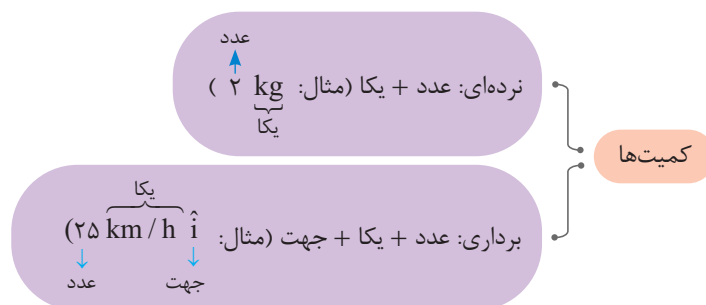 عدد
نرده‌ای: عدد + یکا (مثال: ۲ kg )
یکا
کمیت‌ها
یکا
برداری: عدد + یکا + جهت (مثال: ۲۵ km / h î)
عدد
جهت